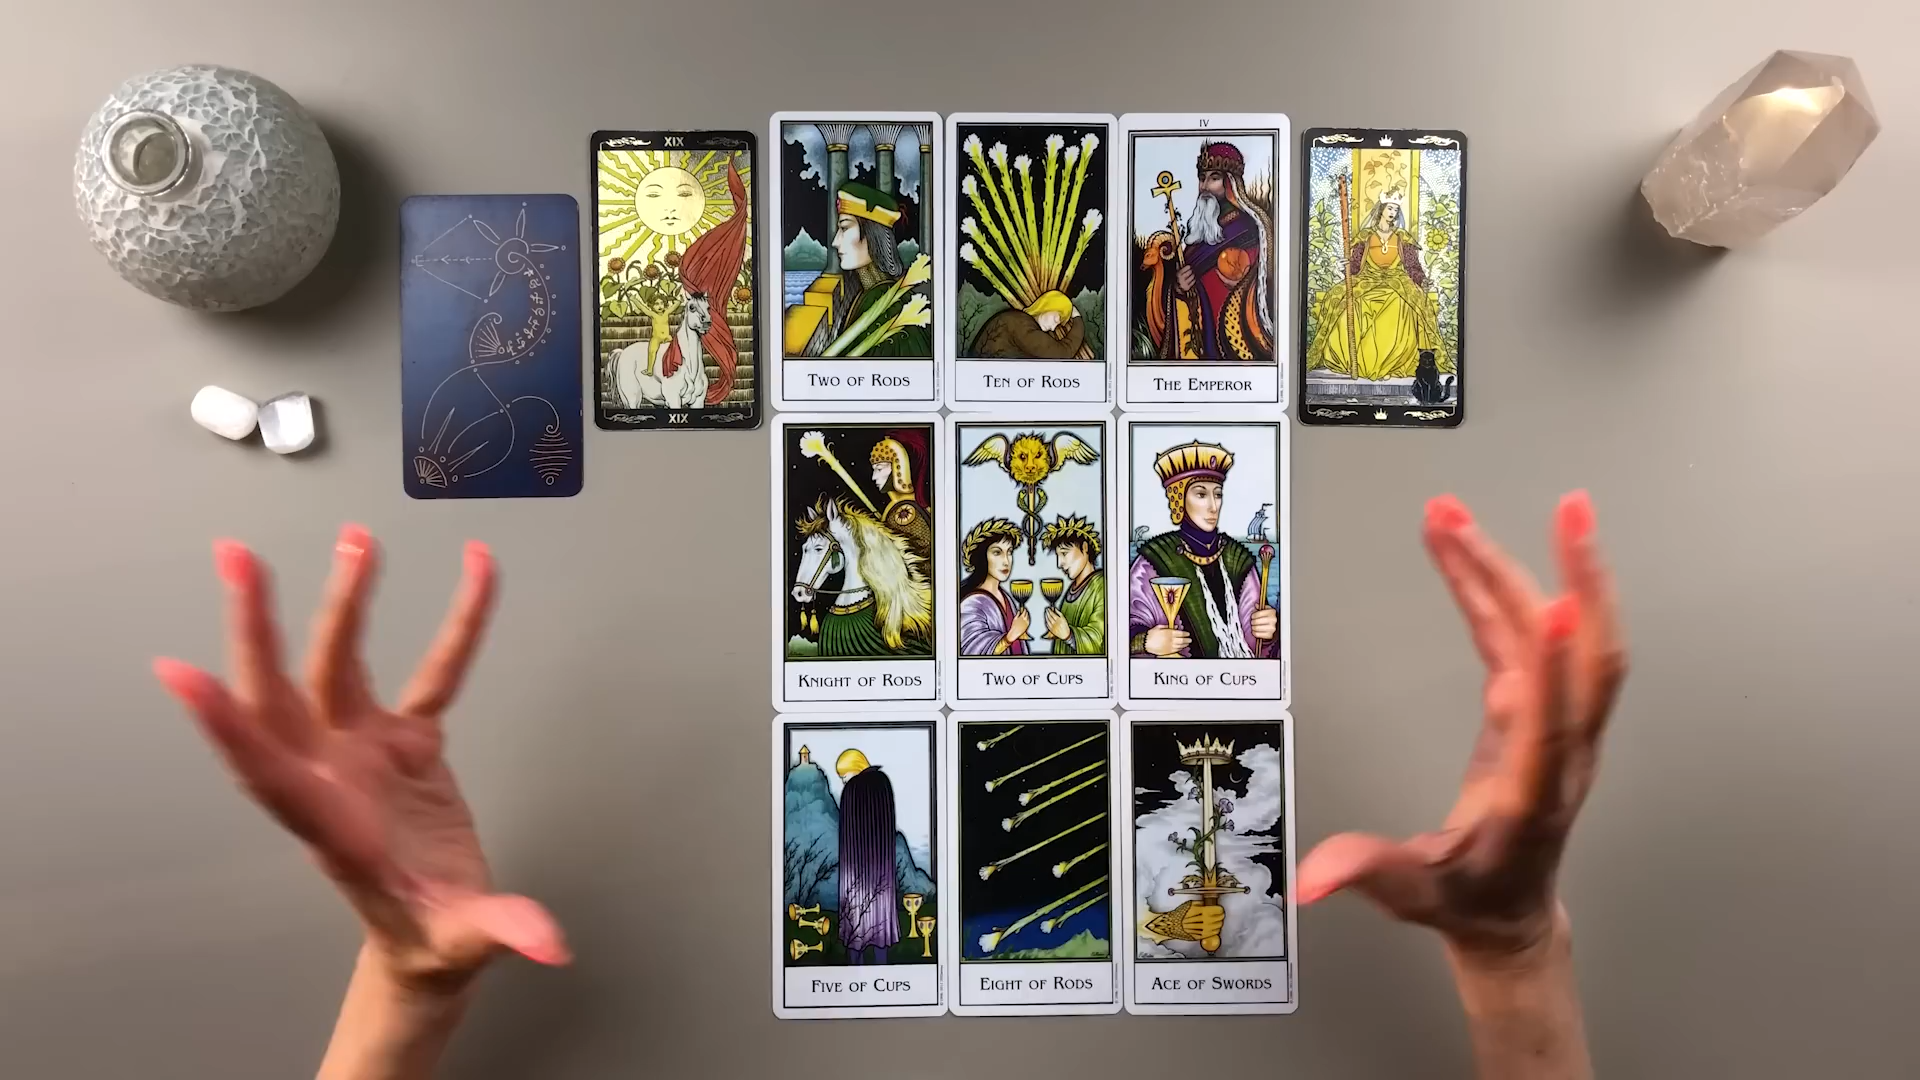 XIX
XIX
TWO OF RODS
TEN OF RODS
IV
THE EMPEROR
KNIGHT OF RODS
TWO OF CUPS
KING OF CUPS
FIVE OF CUPS
EIGHT OF RODS
ACE OF SWORDS